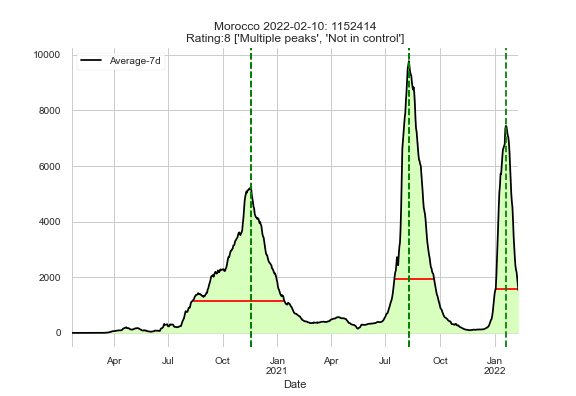 Morocco 2022-02-10: 1152414
Rating:8 ['Multiple peaks', 'Not in control']
Average-7d
10000
8000
6000
4000
2000
0
Apr
Jul
Oct
Jan
2021
Apr
Jul
Oct
Jan
2022
Date